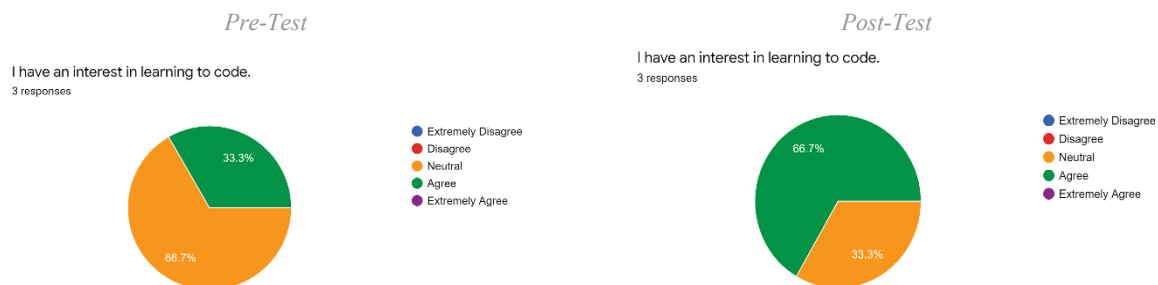 Pre-Test
I have an interest in learning to code.
3 responses
33.3%
66.7%
Extremely Disagree
Disagree
Neutral
Agree
Extremely Agree
Post-Test
I have an interest in learning to code.
3 responses
66.7%
33.3%
Extremely Disagree
Disagree
Neutral
Agree
Extremely Agree